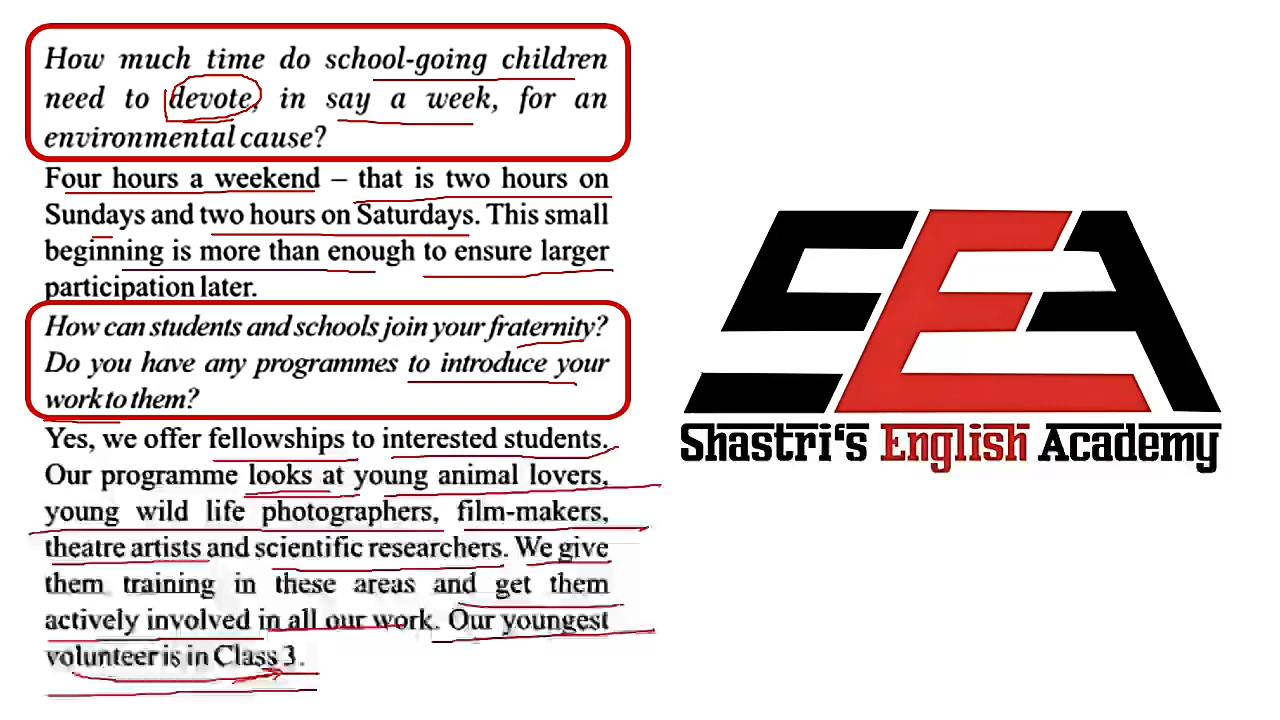 How much time do school-going children
need to devote, in say a week, for an
environmental cause?
Four hours a weekend – that is two hours on
Sundays and two hours on Saturdays. This small
beginning is more than enough to ensure larger
participation later.
How can students and schools join your fraternity?
Do you have any programmes to introduce your
work to them?
Yes, we offer fellowships to interested students.
Our programme looks at young animal lovers,
young wild life photographers, film-makers,
theatre artists and scientific researchers. We give
them training in these areas and get them
actively involved in all our work. Our youngest
volunteer is in Class 3.
SEA
Shastri's English Academy